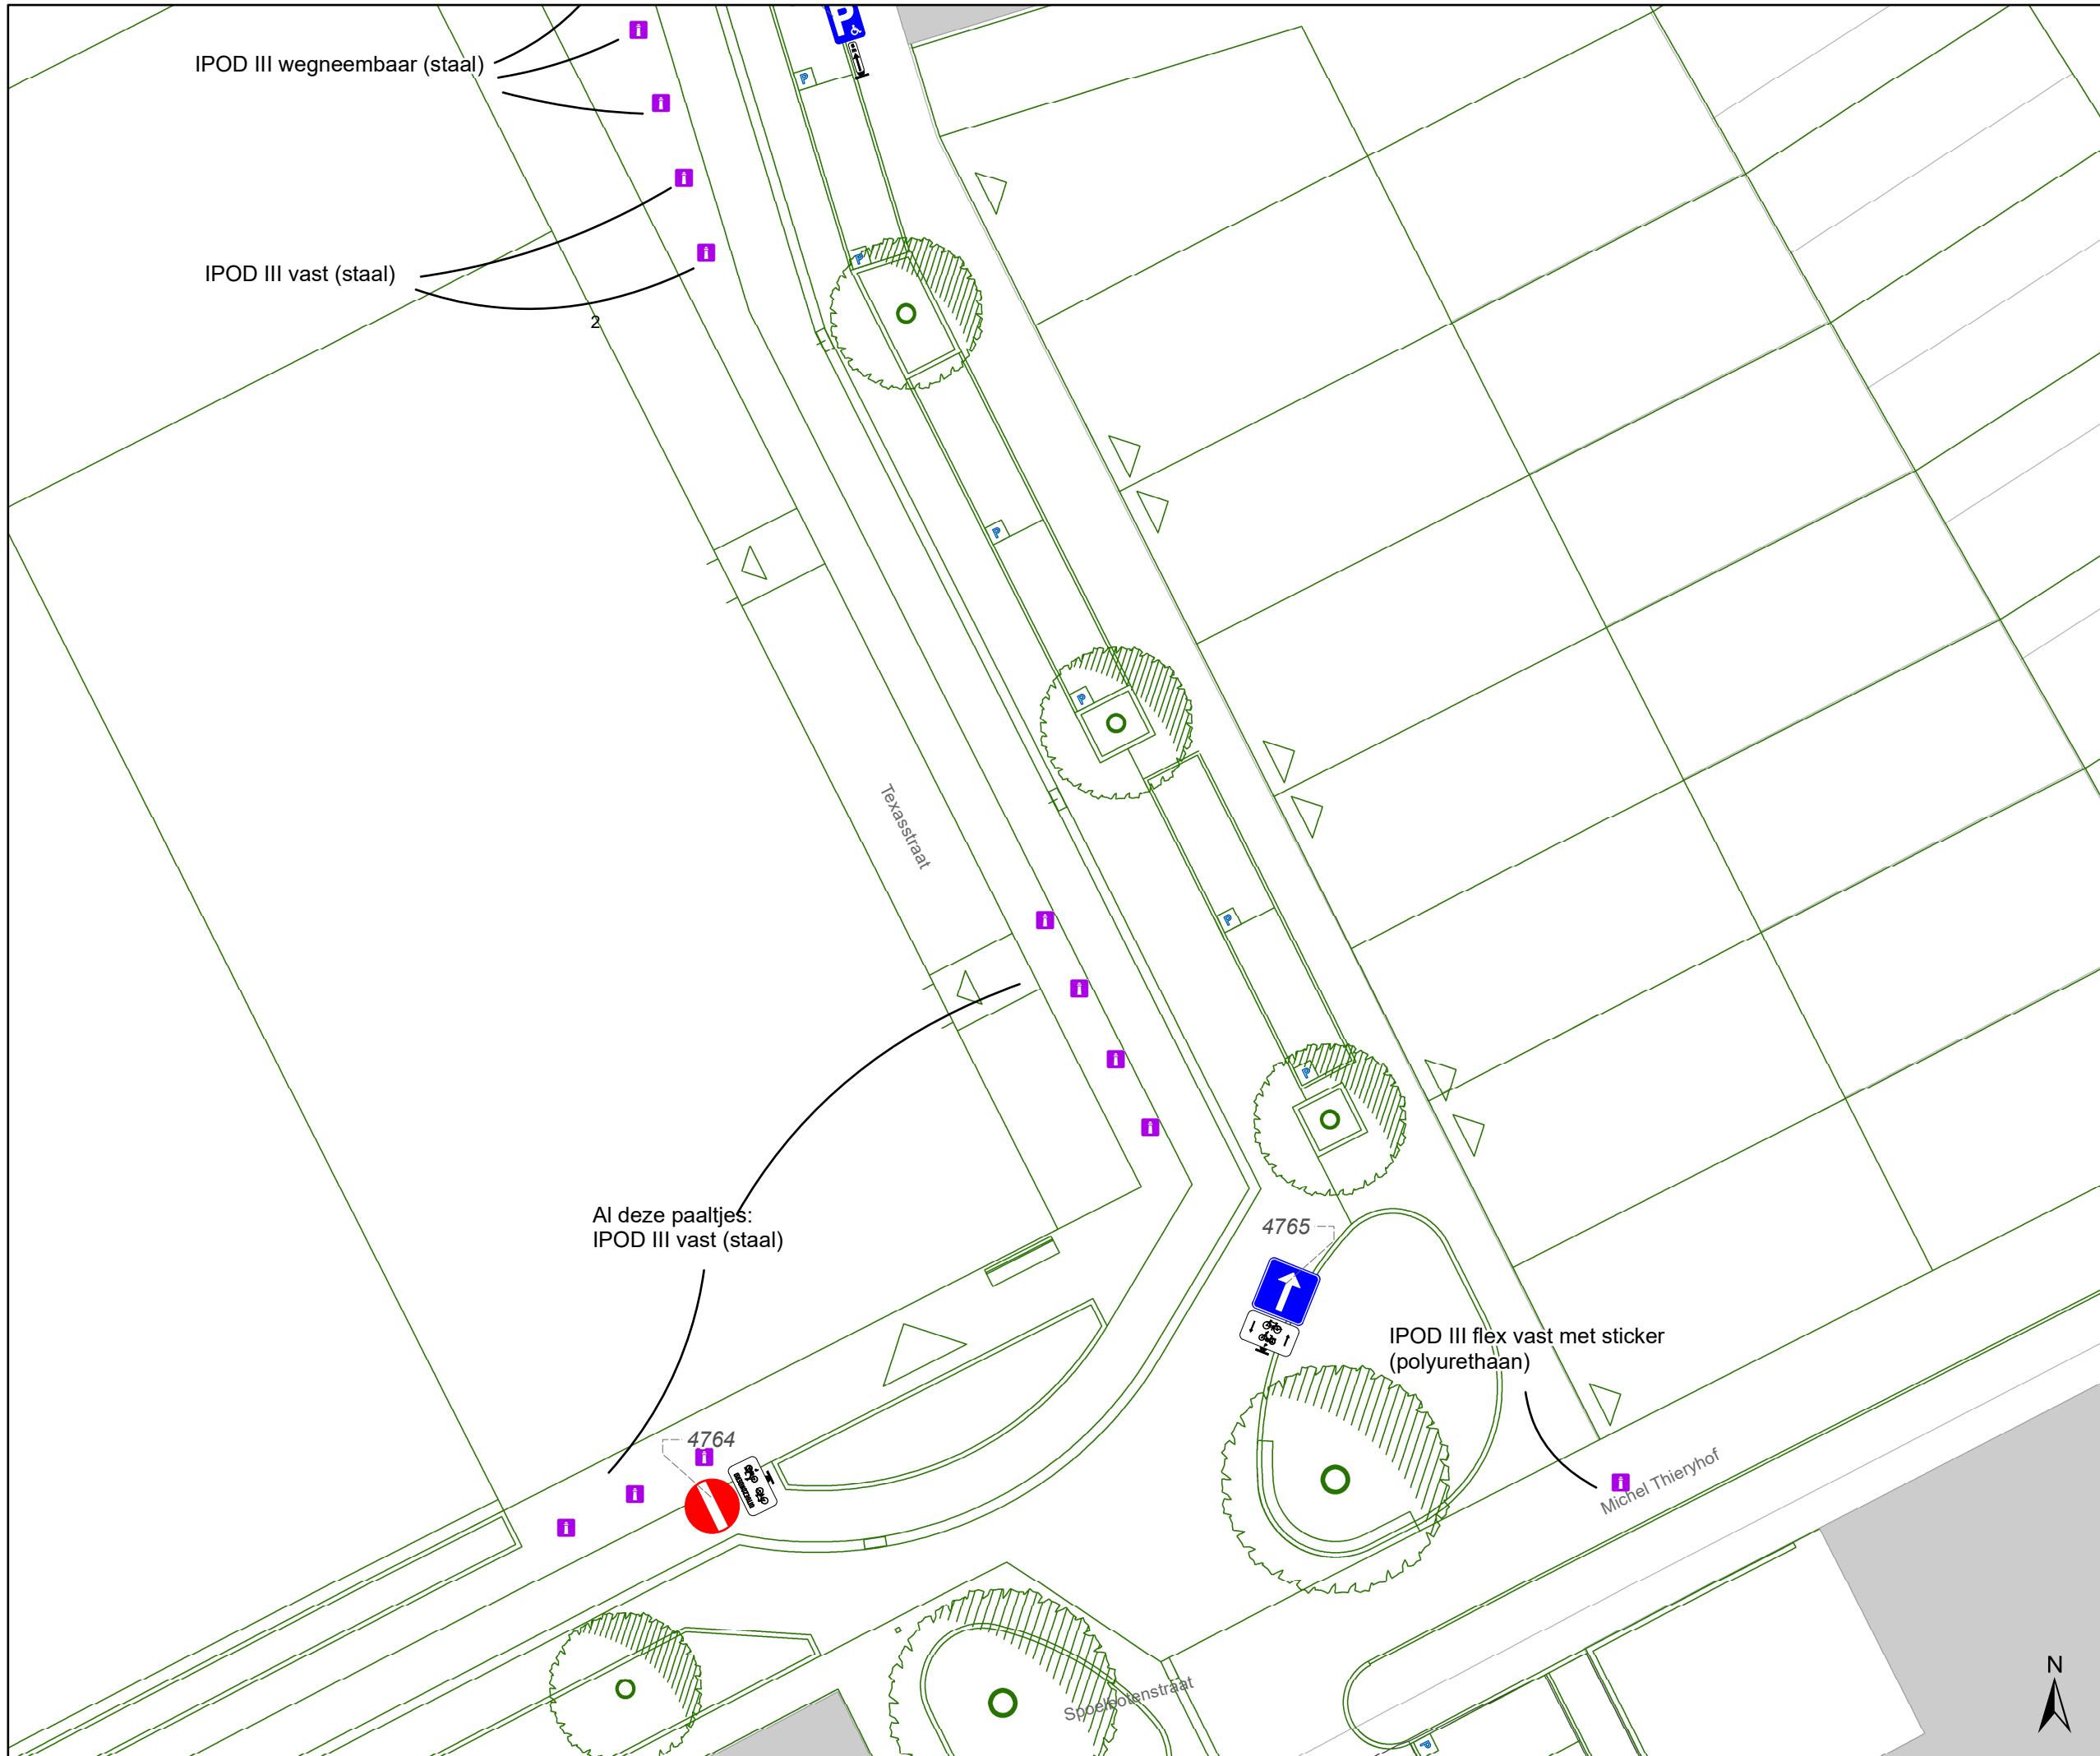 P
IPOD III wegneembaar (staal)
P
P
IPOD III vast (staal)
2
P
P
Texasstraat
P
P
Al deze paaltjes:
IPOD III vast (staal)
4765
IPOD III flex vast met sticker
(polyurethaan)
4764
Michel Thieryhof
Spoelbotenstraat
N
P